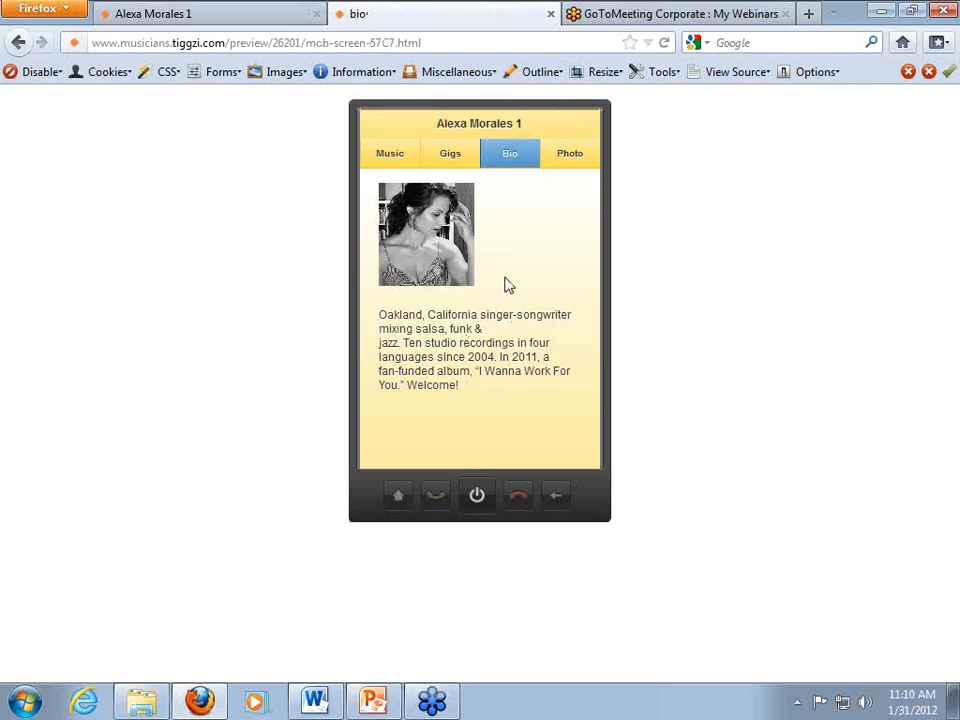 Firefox
Alexa Morales 1
bio
GoToMeeting Corporate : My Webinars
www.musicians.tiggzi.com/preview/26201/mcb-screen-57C7.html
Google
Disable
Cookies
CSS
Forms
Images
Information
Miscellaneous
Outline
Resize
Tools
View Source
Options
Alexa Morales 1
Music
Gigs
Bio
Photo
Oakland, California singer-songwriter
mixing salsa, funk &
jazz. Ten studio recordings in four
languages since 2004. In 2011, a
fan-funded album, “I Wanna Work For
You.” Welcome!
11:10 AM
1/31/2012